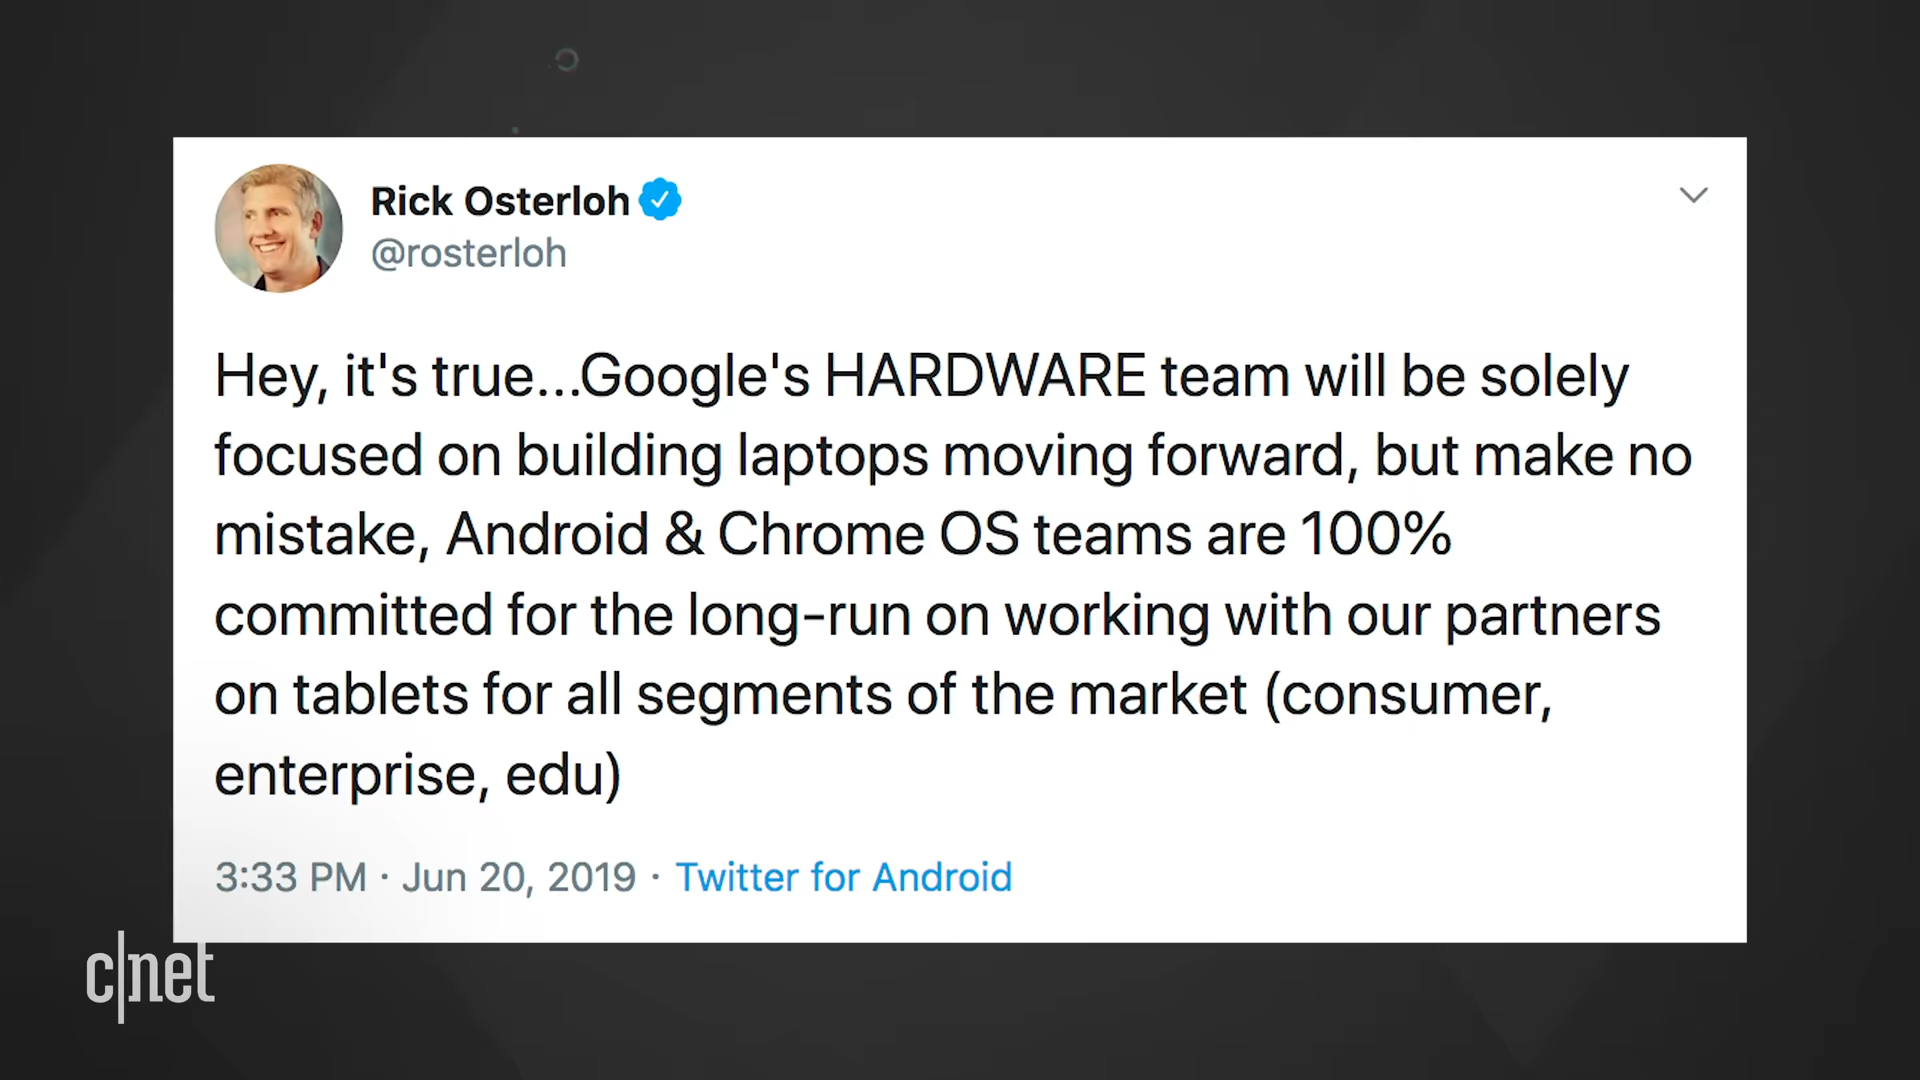 Rick Osterloh
@rosterloh
Hey, it's true...Google's HARDWARE team will be solely
focused on building laptops moving forward, but make no
mistake, Android & Chrome OS teams are 100%
committed for the long-run on working with our partners
on tablets for all segments of the market (consumer,
enterprise, edu)
3:33 PM · Jun 20, 2019 · Twitter for Android
c|net